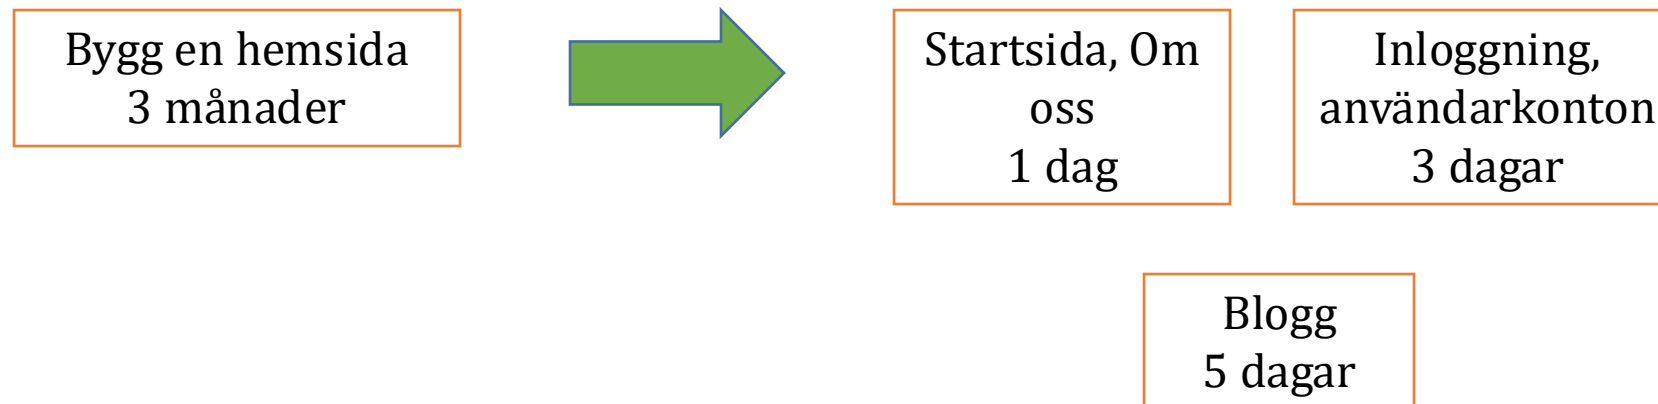 Bygg en hemsida
3 månader
Startsida, Om
oss
1 dag
Inloggning,
användarkonton
3 dagar
Blogg
5 dagar